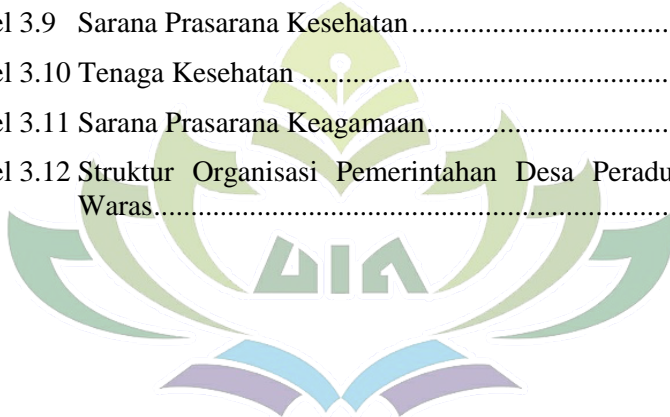 el 3.9 Sarana Prasarana Kesehatan........................................
el 3.10 Tenaga Kesehatan ........................................................
el 3.11 Sarana Prasarana Keagamaan.....................................
el 3.12 Struktur Organisasi Pemerintahan Desa Peradu
Waras................................................................................
UIN